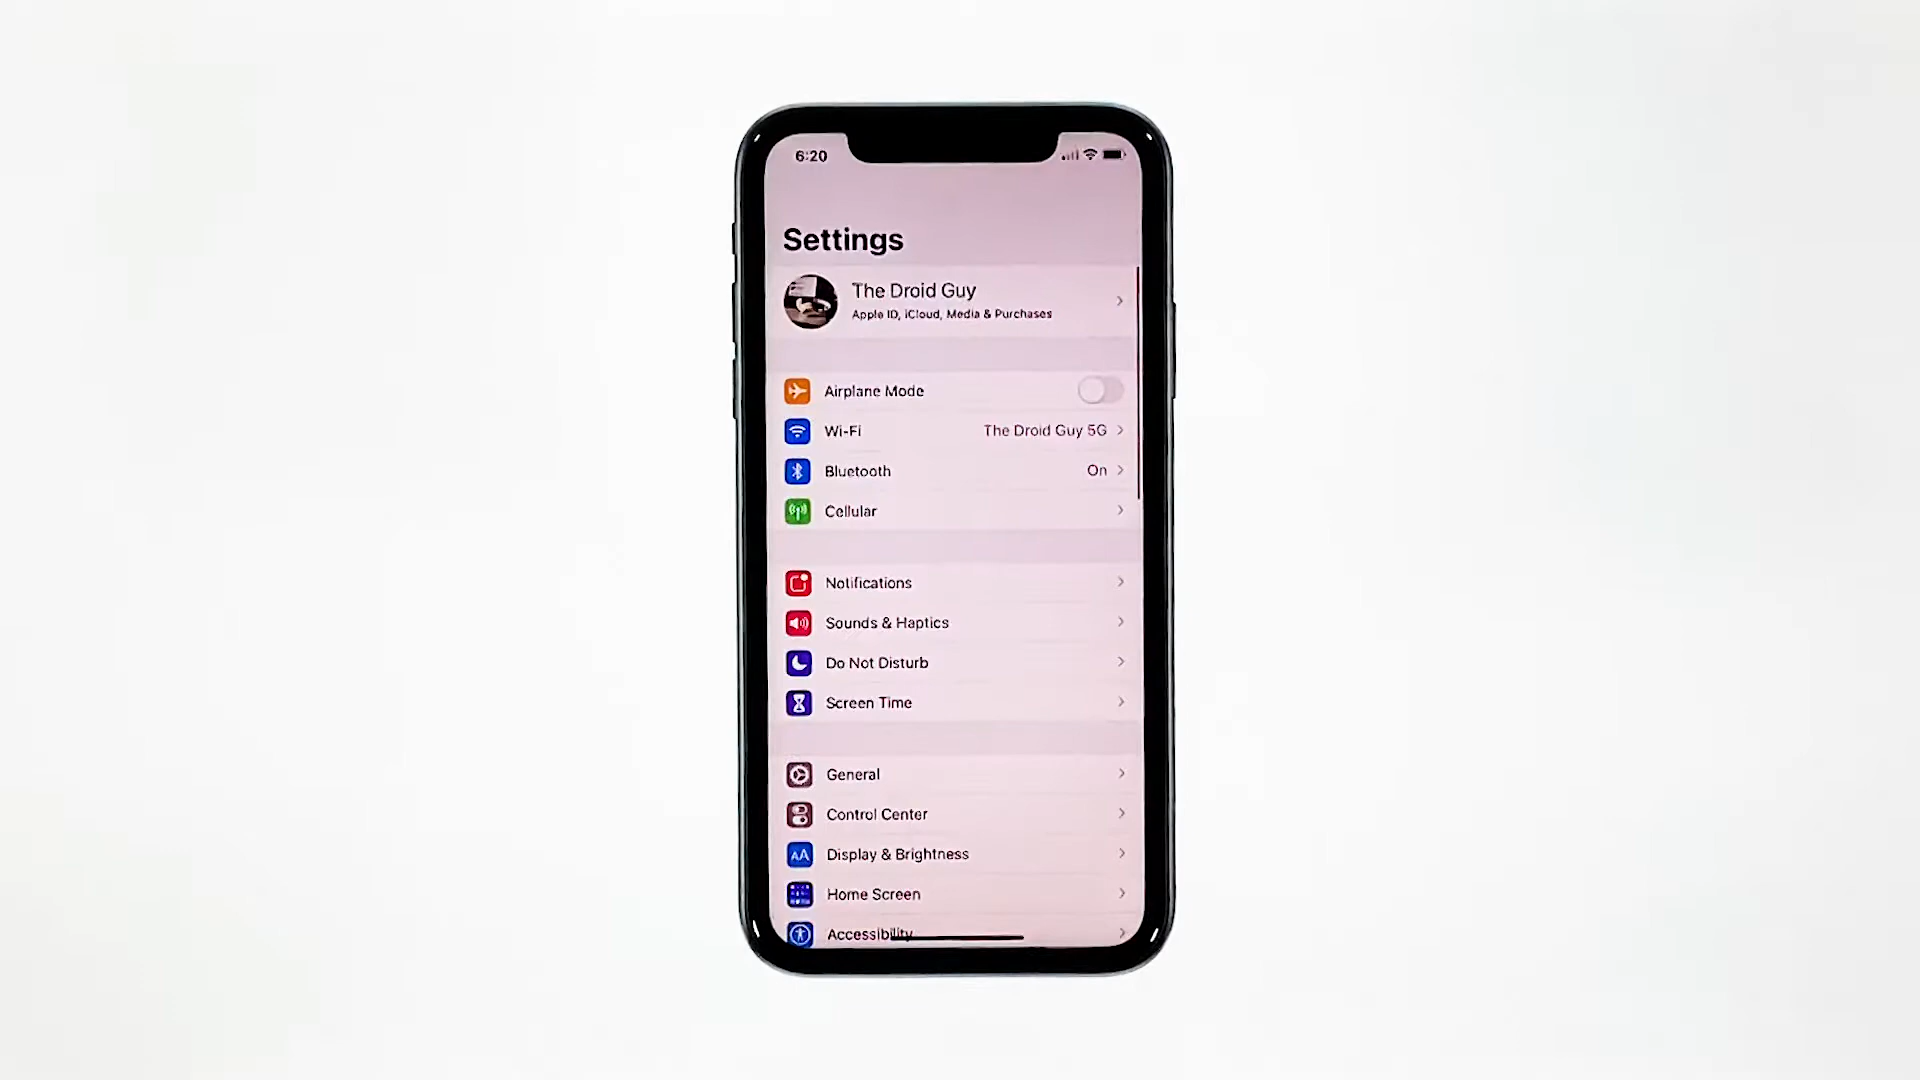 6:20
Settings
The Droid Guy
Apple ID, iCloud, Media & Purchases
Airplane Mode
Wi-Fi The Droid Guy 5G
Bluetooth On
Cellular
Notifications
Sounds & Haptics
Do Not Disturb
Screen Time
General
Control Center
AA Display & Brightness
Home Screen
Accessibility